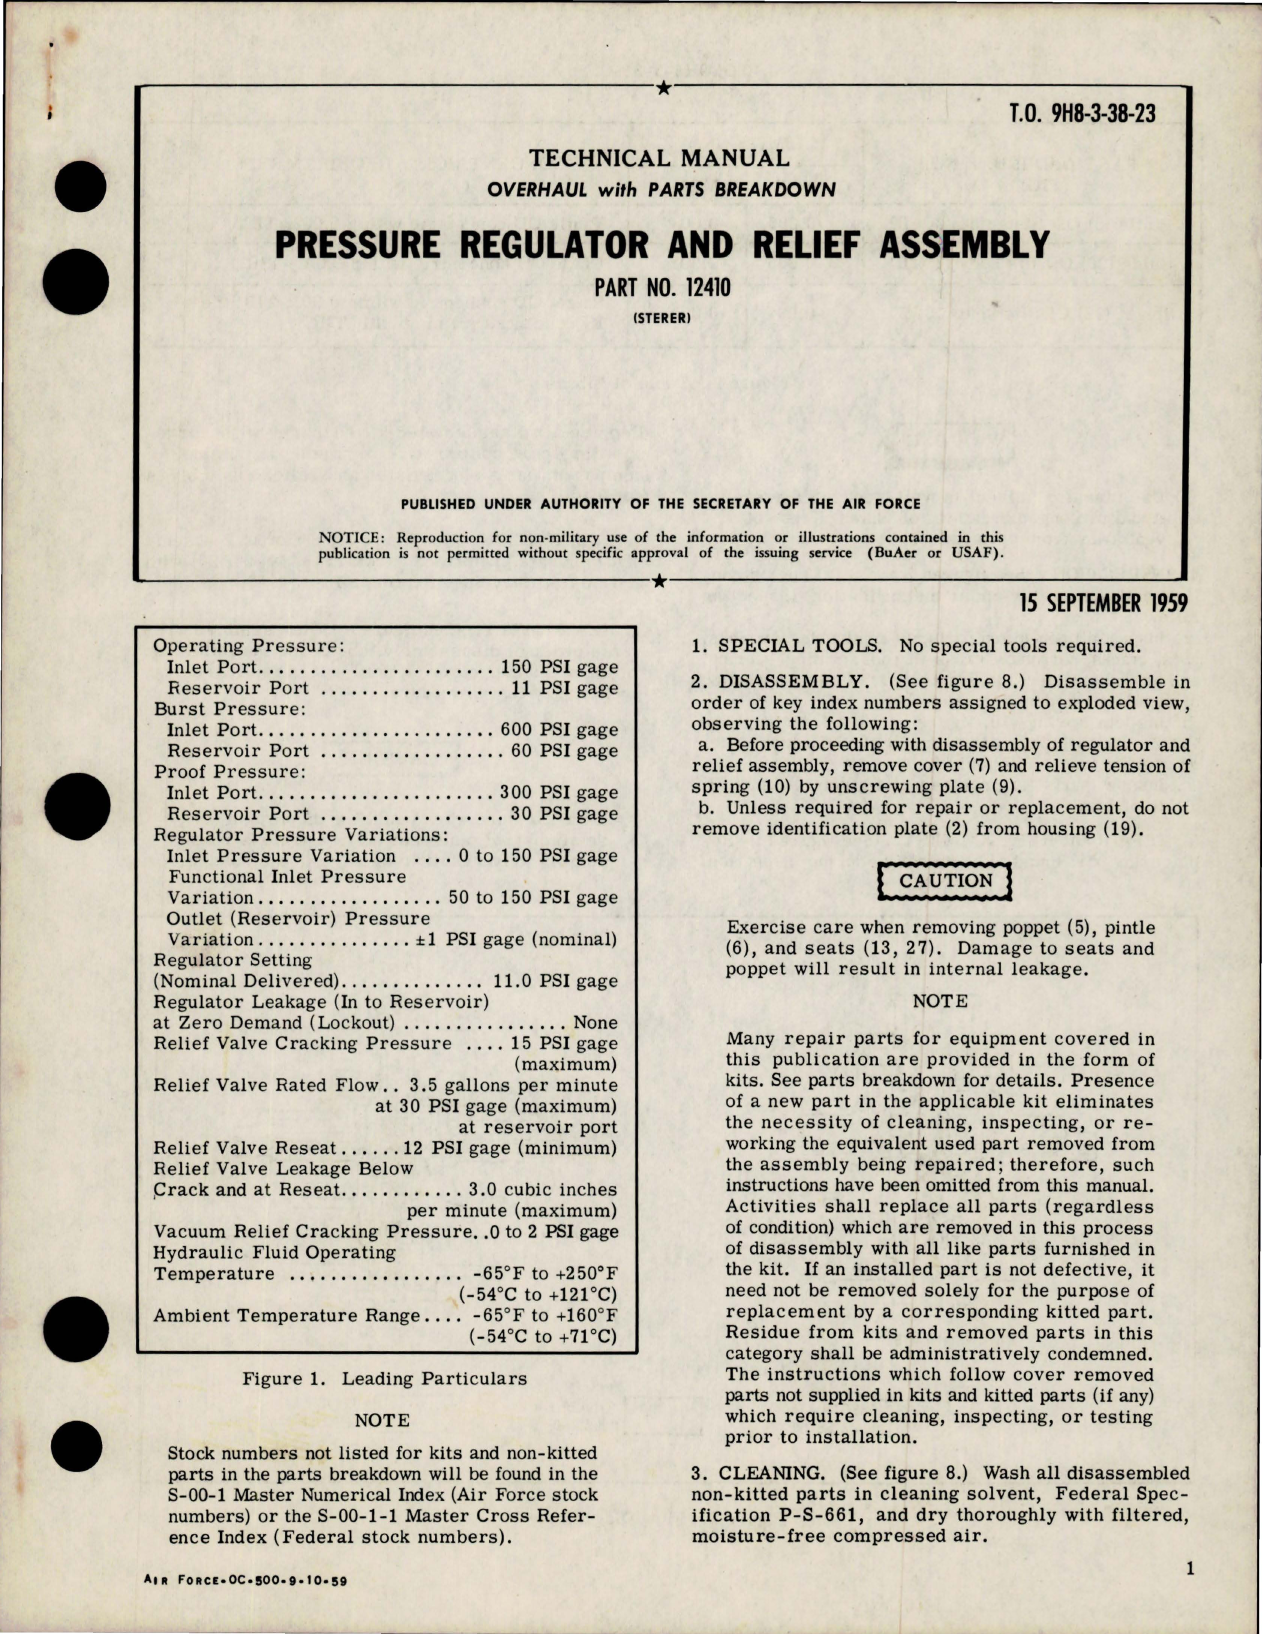 T.O. 9H8-3-38-23
TECHNICAL MANUAL
OVERHAUL with PARTS BREAKDOWN
PRESSURE REGULATOR AND RELIEF ASSEMBLY
PART NO. 12410
(STERER)
PUBLISHED UNDER AUTHORITY OF THE SECRETARY OF THE AIR FORCE
NOTICE: Reproduction for non-military use of the information or illustrations contained in this
publication is not permitted without specific approval of the issuing service (BuAer or USAF).
15 SEPTEMBER 1959
Operating Pressure:
Inlet Port....................... 150 PSI gage
Reservoir Port .................. 11 PSI gage
Burst Pressure:
Inlet Port....................... 600 PSI gage
Reservoir Port .................. 60 PSI gage
Proof Pressure:
Inlet Port....................... 300 PSI gage
Reservoir Port .................. 30 PSI gage
Regulator Pressure Variations:
Inlet Pressure Variation .... 0 to 150 PSI gage
Functional Inlet Pressure
Variation.................. 50 to 150 PSI gage
Outlet (Reservoir) Pressure
Variation............... ±1 PSI gage (nominal)
Regulator Setting
(Nominal Delivered).............. 11.0 PSI gage
Regulator Leakage (In to Reservoir)
at Zero Demand (Lockout) ................ None
Relief Valve Cracking Pressure .... 15 PSI gage
(maximum)
Relief Valve Rated Flow.. 3.5 gallons per minute
at 30 PSI gage (maximum)
at reservoir port
Relief Valve Reseat......12 PSI gage (minimum)
Relief Valve Leakage Below
Crack and at Reseat............ 3.0 cubic inches
per minute (maximum)
Vacuum Relief Cracking Pressure. .0 to 2 PSI gage
Hydraulic Fluid Operating
Temperature ................. -65°F to +250°F
(-54°C to +121°C)
Ambient Temperature Range.... -65°F to +160°F
(-54°C to +71°C)
Figure 1. Leading Particulars
NOTE
Stock numbers not listed for kits and non-kitted
parts in the parts breakdown will be found in the
S-00-1 Master Numerical Index (Air Force stock
numbers) or the S-00-1-1 Master Cross Refer-
ence Index (Federal stock numbers).
1. SPECIAL TOOLS. No special tools required.
2. DISASSEMBLY. (See figure 8.) Disassemble in
order of key index numbers assigned to exploded view,
observing the following:
a. Before proceeding with disassembly of regulator and
relief assembly, remove cover (7) and relieve tension of
spring (10) by unscrewing plate (9).
b. Unless required for repair or replacement, do not
remove identification plate (2) from housing (19).
CAUTION
Exercise care when removing poppet (5), pintle
(6), and seats (13, 27). Damage to seats and
poppet will result in internal leakage.
NOTE
Many repair parts for equipment covered in
this publication are provided in the form of
kits. See parts breakdown for details. Presence
of a new part in the applicable kit eliminates
the necessity of cleaning, inspecting, or re-
working the equivalent used part removed from
the assembly being repaired; therefore, such
instructions have been omitted from this manual.
Activities shall replace all parts (regardless
of condition) which are removed in this process
of disassembly with all like parts furnished in
the kit. If an installed part is not defective, it
need not be removed solely for the purpose of
replacement by a corresponding kitted part.
Residue from kits and removed parts in this
category shall be administratively condemned.
The instructions which follow cover removed
parts not supplied in kits and kitted parts (if any)
which require cleaning, inspecting, or testing
prior to installation.
3. CLEANING. (See figure 8.) Wash all disassembled
non-kitted parts in cleaning solvent, Federal Spec-
ification P-S-661, and dry thoroughly with filtered,
moisture-free compressed air.
AIR FORCE-OC-500-9-10-59
1